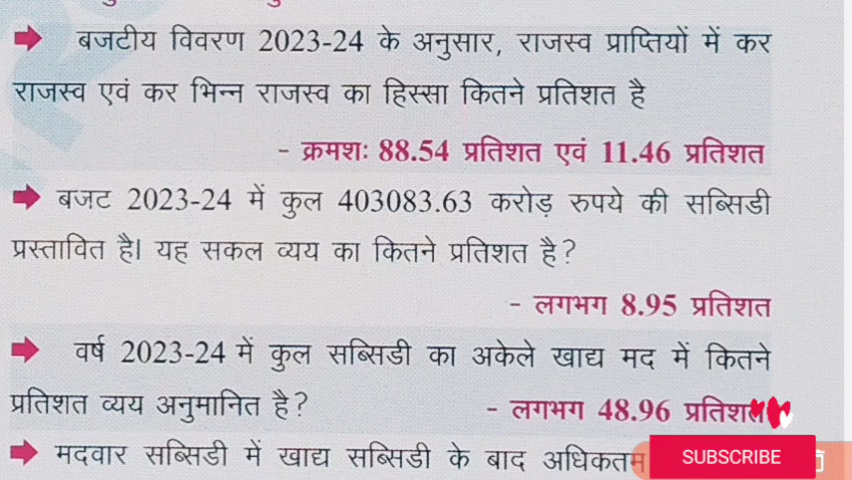 बजटीय विवरण 2023-24 के अनुसार, राजस्व प्राप्तियों में कर
राजस्व एवं कर भिन्न राजस्व का हिस्सा कितने प्रतिशत है
- क्रमशः 88.54 प्रतिशत एवं 11.46 प्रतिशत
बजट 2023-24 में कुल 403083.63 करोड़ रुपये की सब्सिडी
प्रस्तावित है। यह सकल व्यय का कितने प्रतिशत है?
- लगभग 8.95 प्रतिशत
वर्ष 2023-24 में कुल सब्सिडी का अकेले खाद्य मद में कितने
प्रतिशत व्यय अनुमानित है? - लगभग 48.96 प्रतिशत
मदवार सब्सिडी में खाद्य सब्सिडी के बाद अधिकतम
SUBSCRIBE